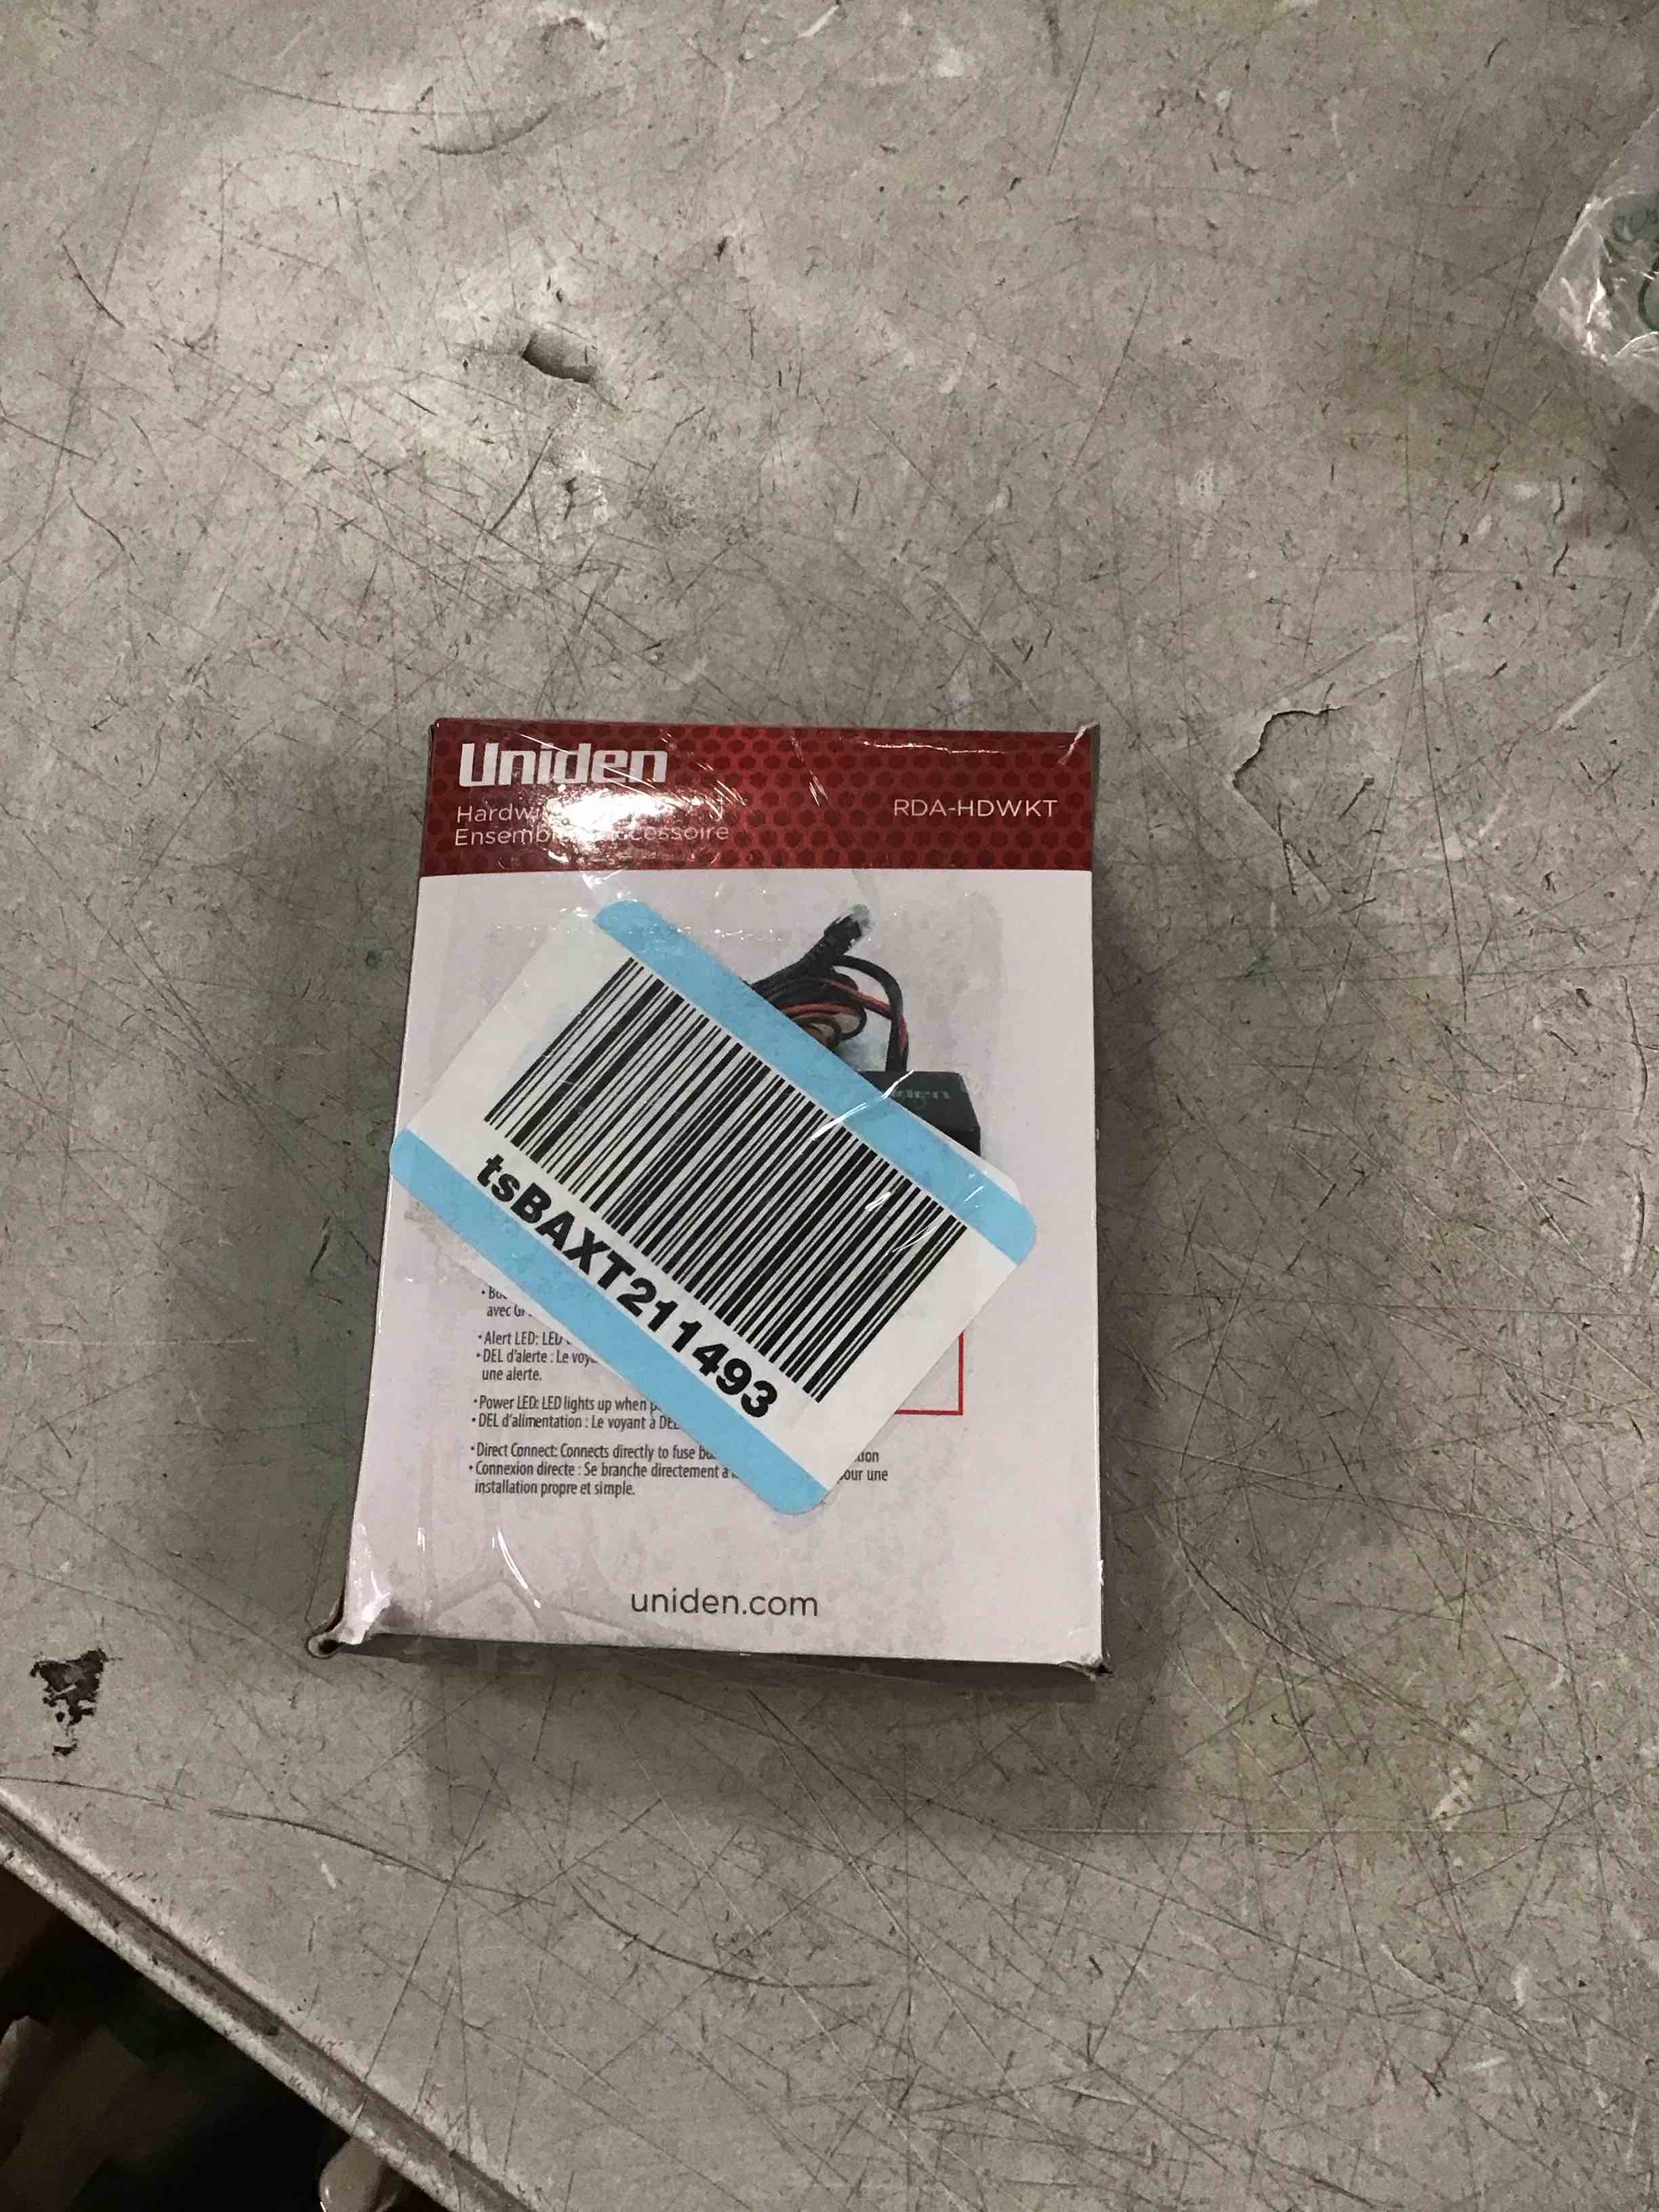 Uniden
RDA-HDWKT
tsBAXT211493
avec
• Alert LED: LED
• DEL d'alerte : Le
une alerte.
• Power LED: LED lights up when
• DEL d'alimentation : Le voyant à
• Direct Connect: Connects directly to fuse
• Connexion directe : Se branche directement à une
installation propre et simple.
uniden.com